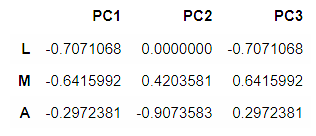 PC1 PC2 PC3
L -0.7071068 0.0000000 -0.7071068
M -0.6415992 0.4203581 0.6415992
A -0.2972381 -0.9073583 0.2972381